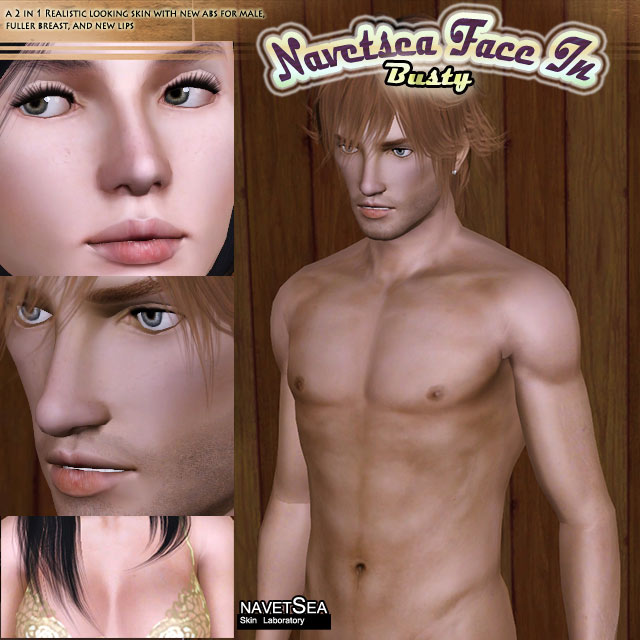 A 2 IN 1 REALISTIC LOOKING SKIN WITH NEW ABS FOR MALE,
FULLER BREAST, AND NEW LIPS
Navetsea Face In
Busty
NAVETSEA
Skin Laboratory